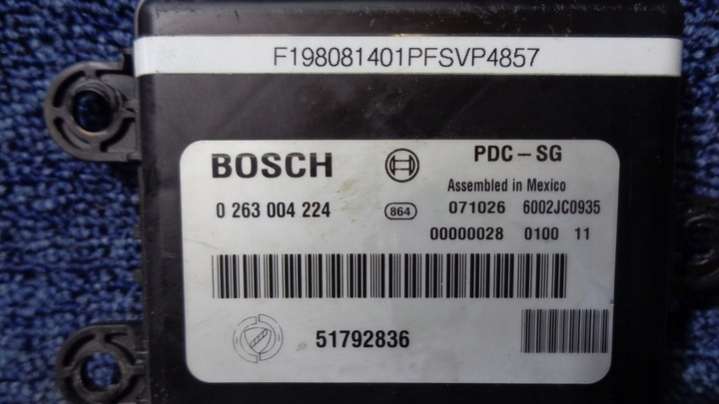 F198081401PFSVP4857
BOSCH PDC-SG
Assembled in Mexico
0 263 004 224 864 071026 6002JC0935
00000028 0100 11
51792836